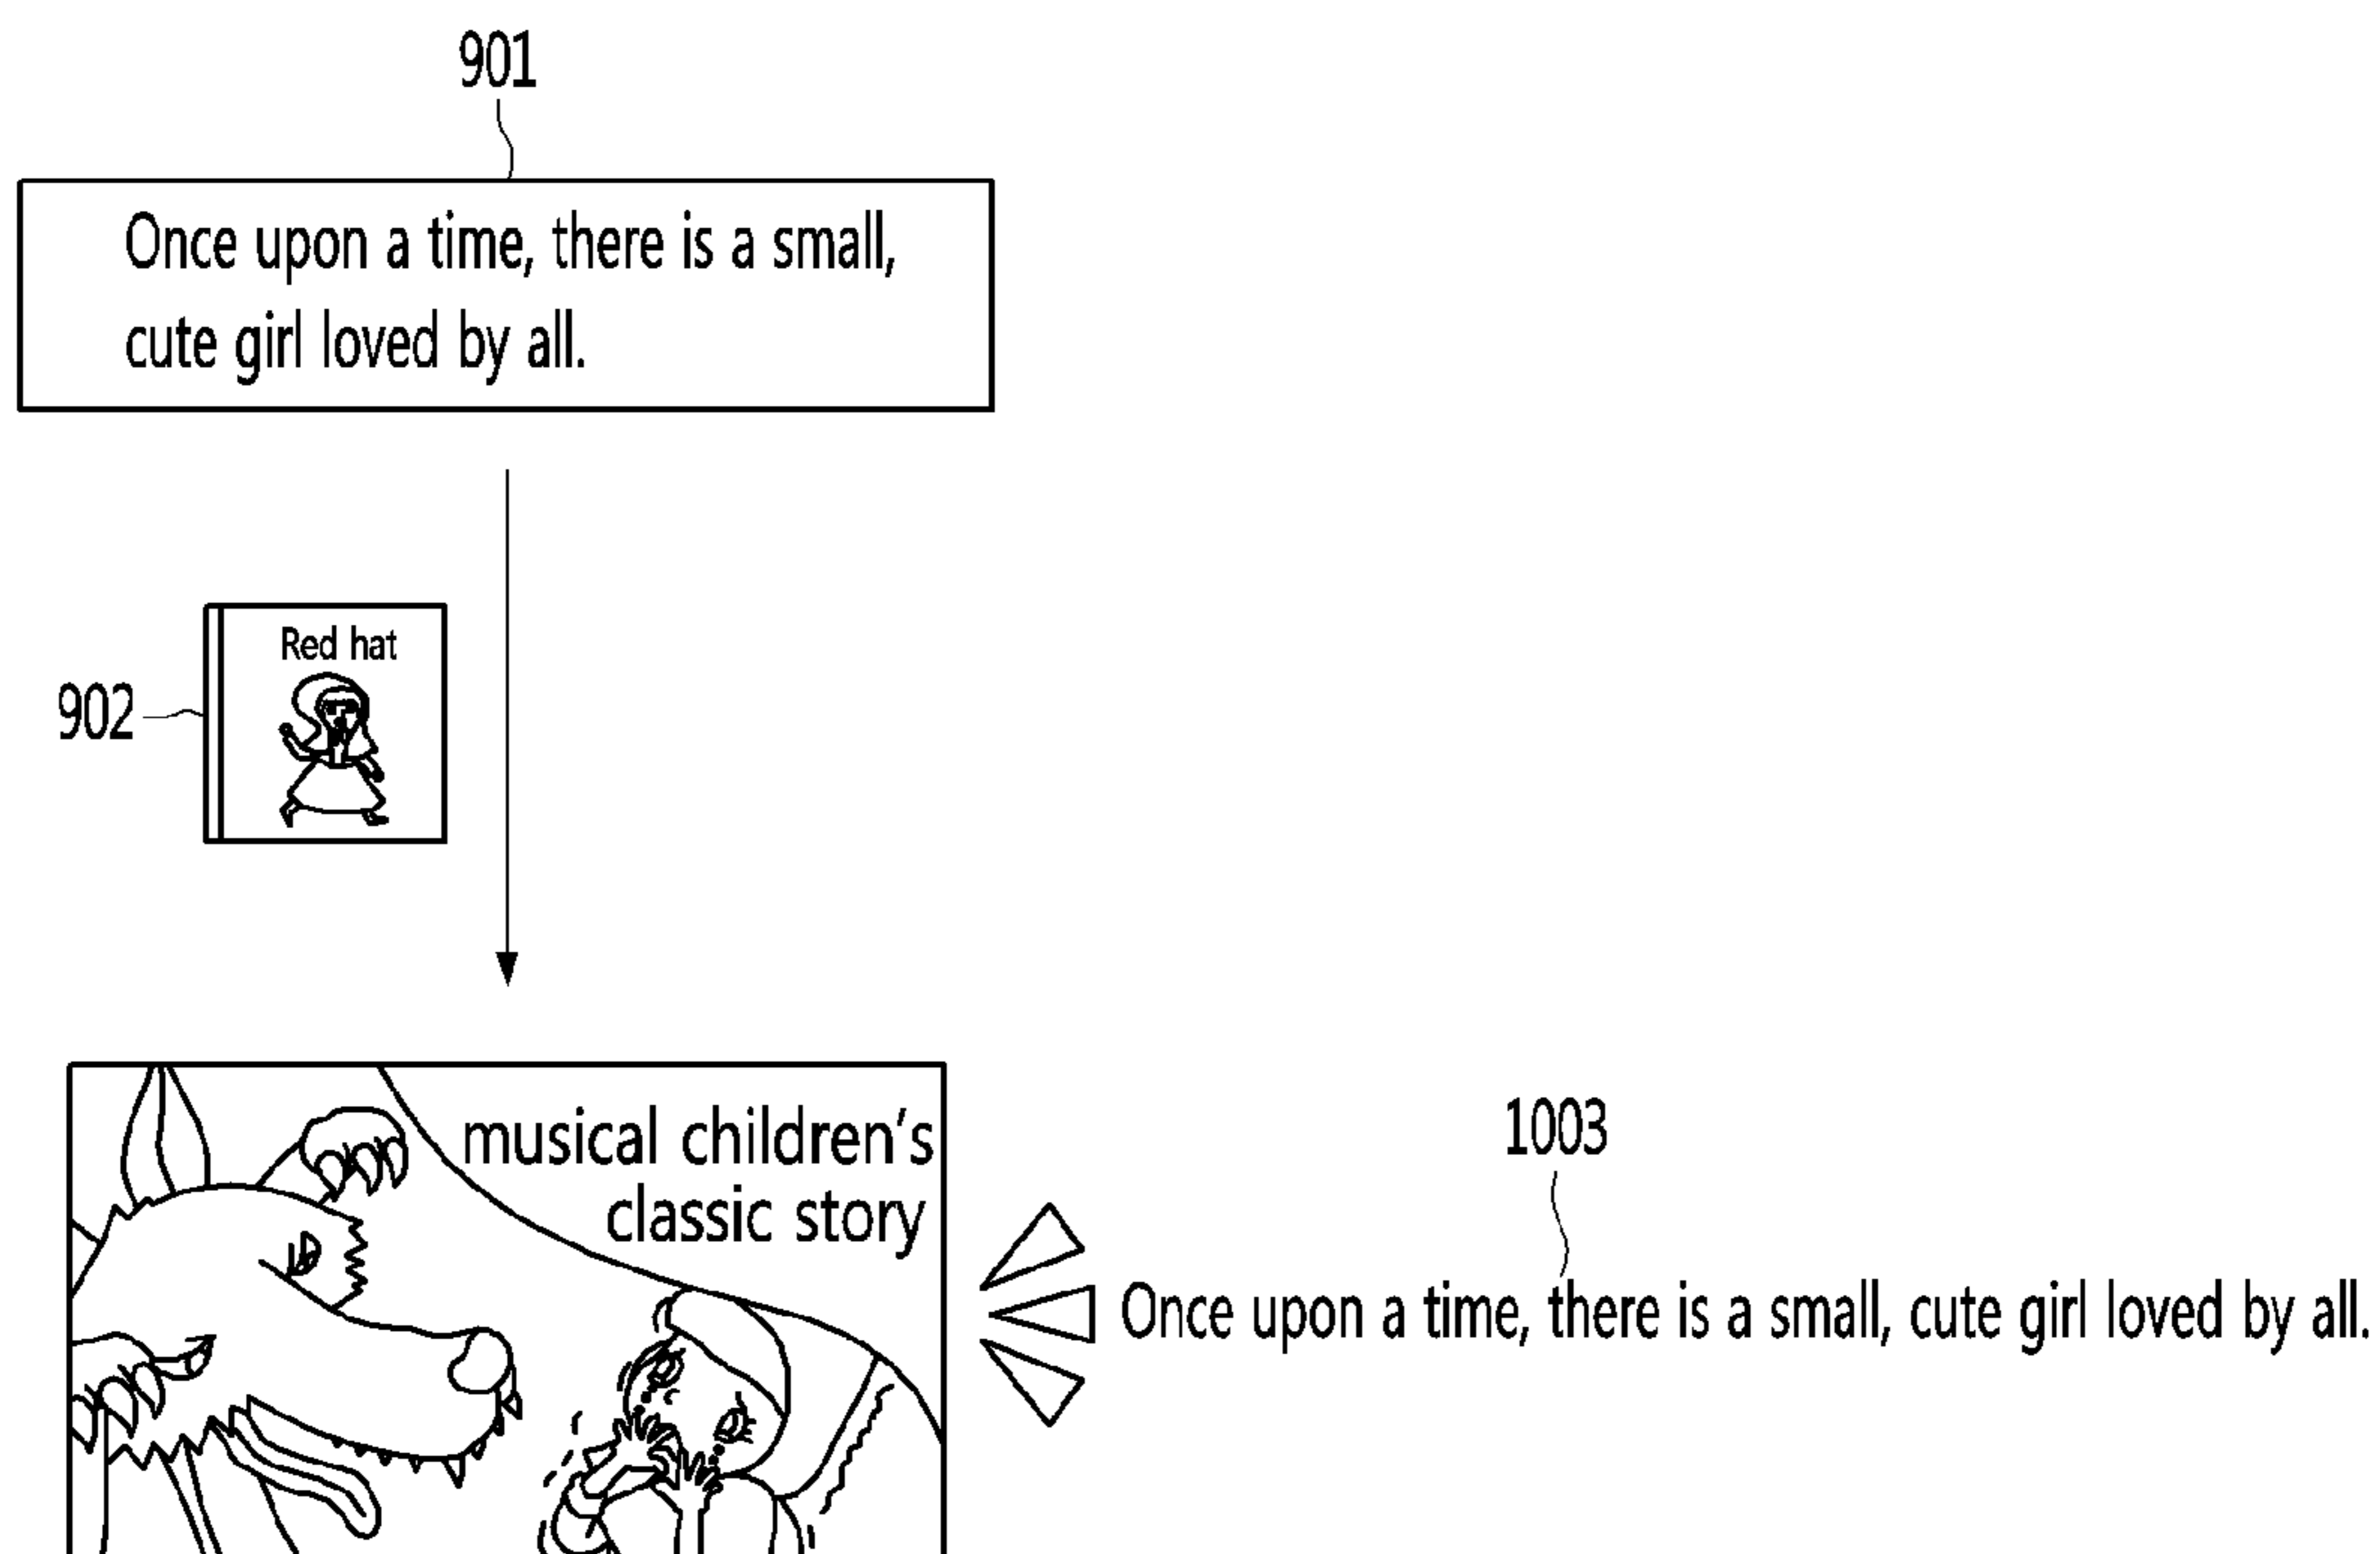 901
Once upon a time, there is a small,
cute girl loved by all.
Red hat
902
musical children's
classic story
1003
Once upon a time, there is a small, cute girl loved by all.